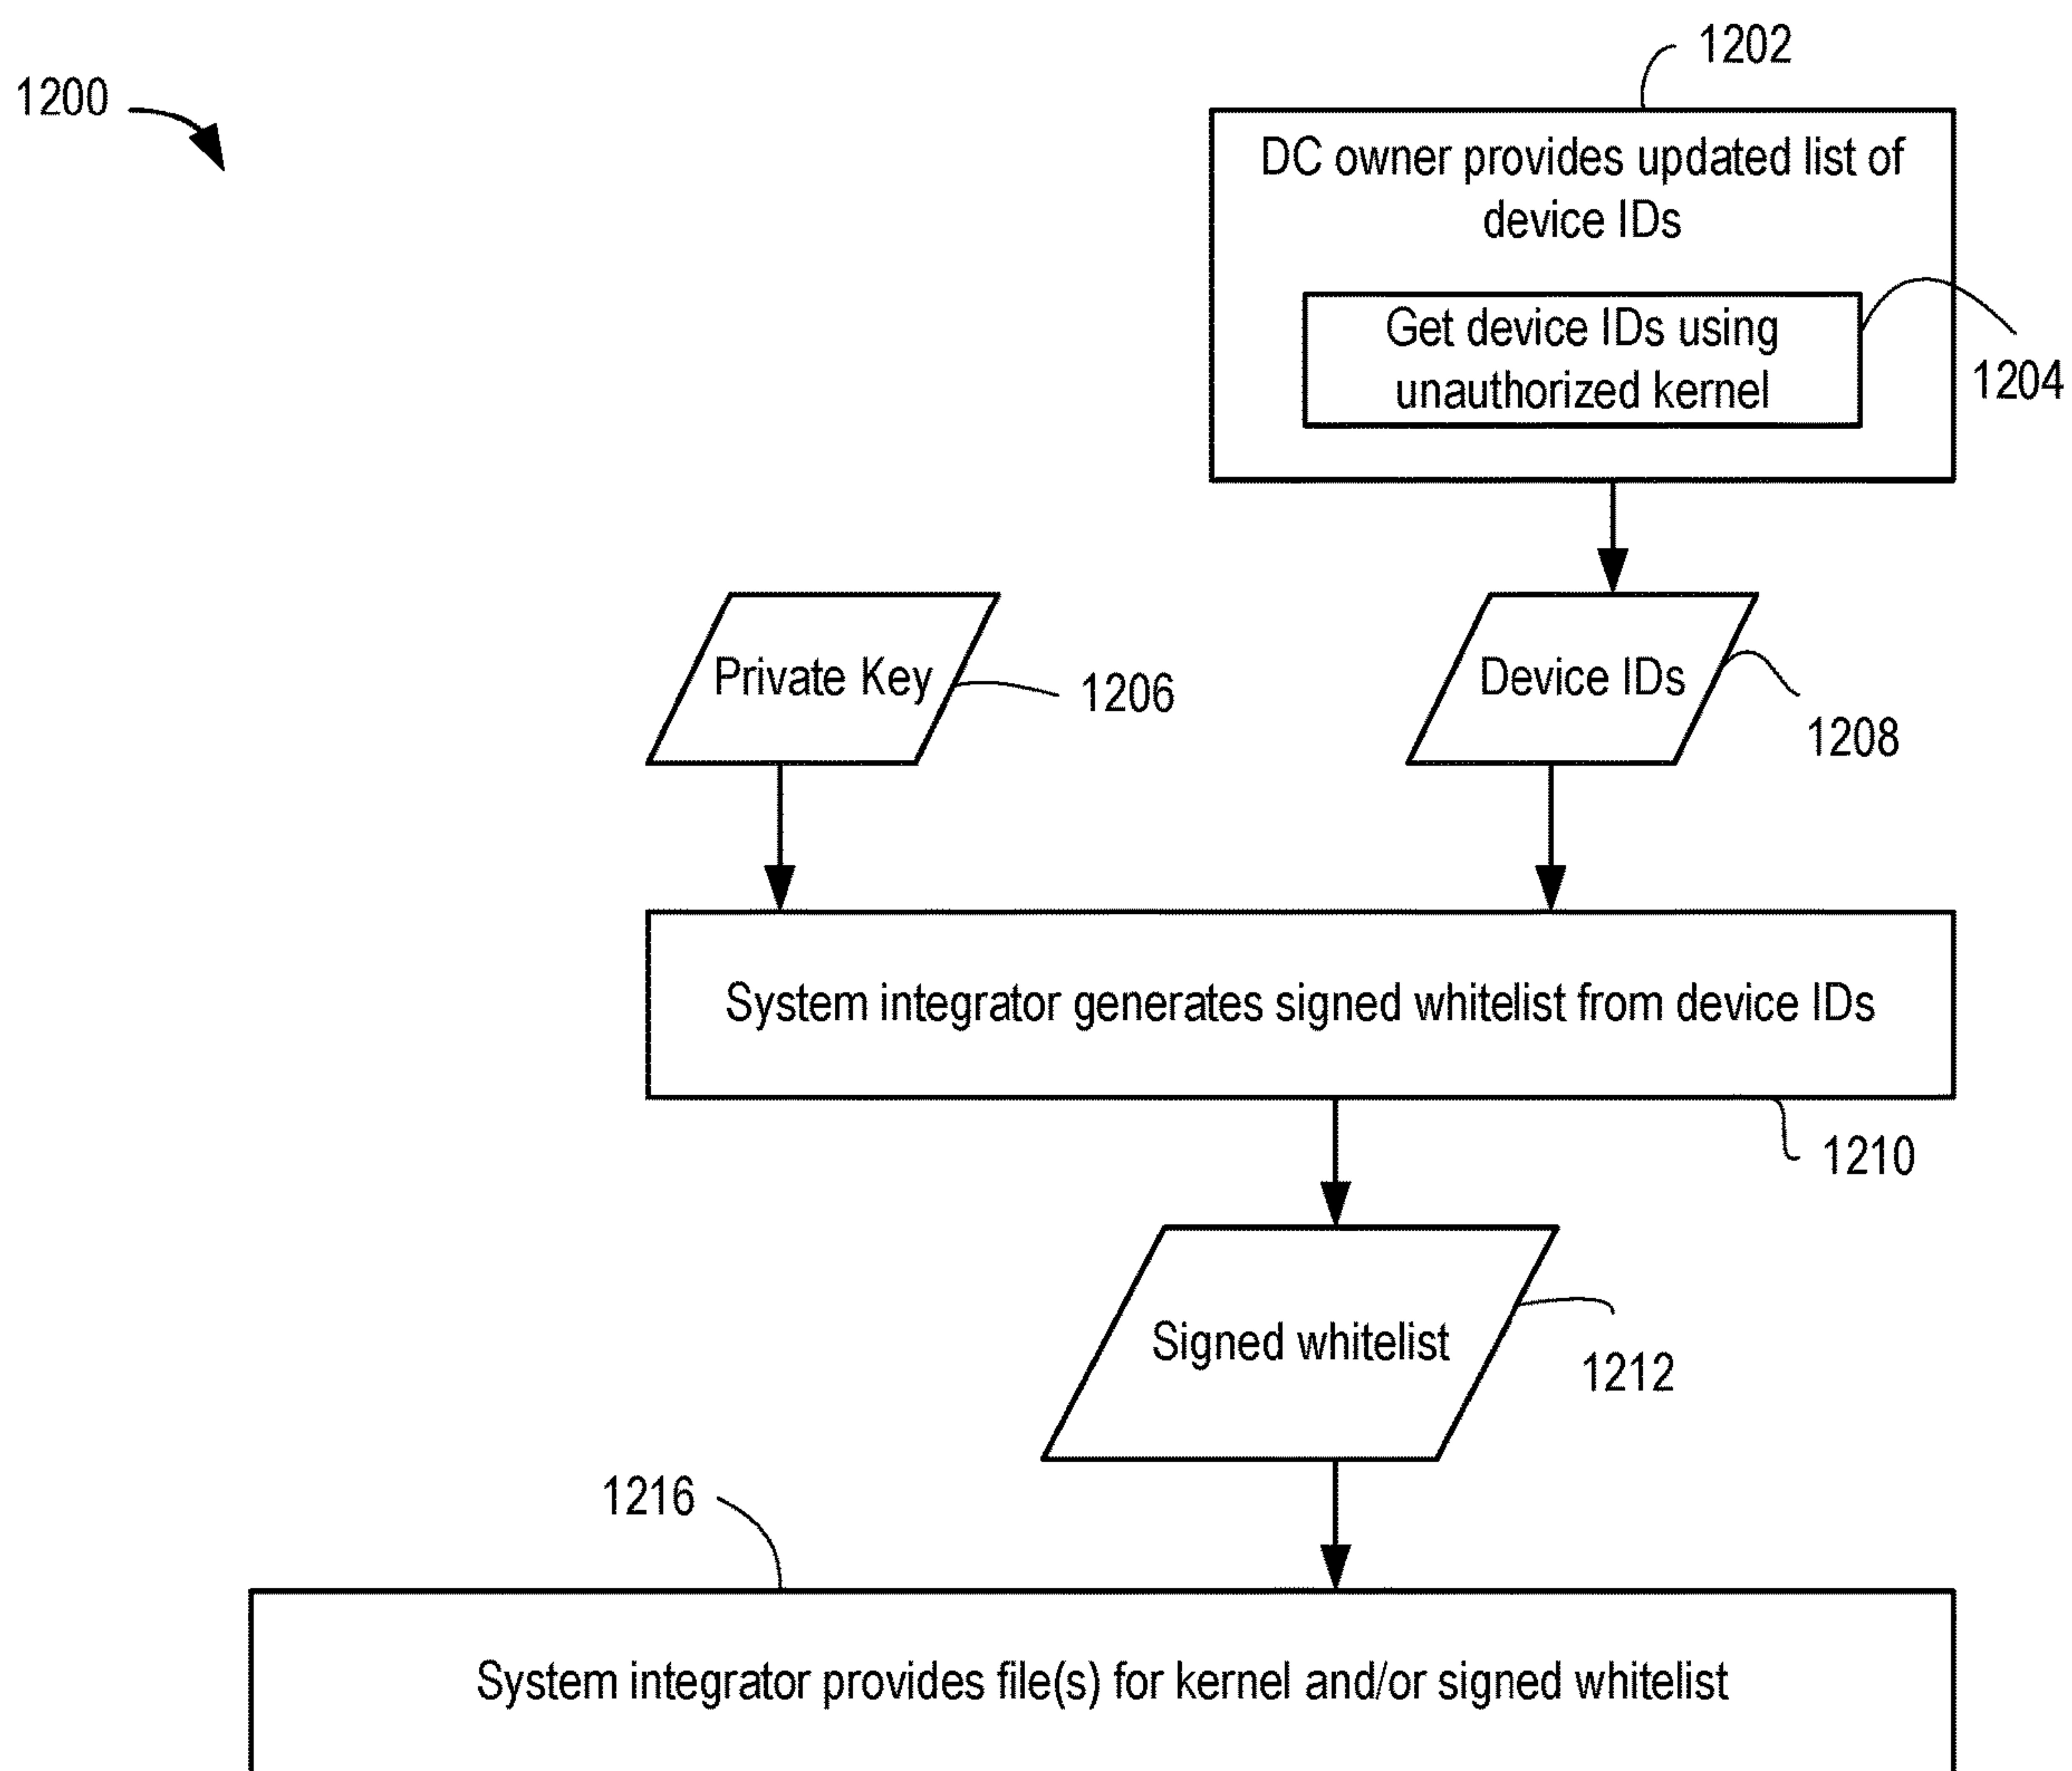 1202
1200
DC owner provides updated list of
device IDs
Get device IDs using
unauthorized kernel
1204
Private Key
1206
Device IDs
1208
System integrator generates signed whitelist from device IDs
1210
Signed whitelist
1212
1216
System integrator provides file(s) for kernel and/or signed whitelist